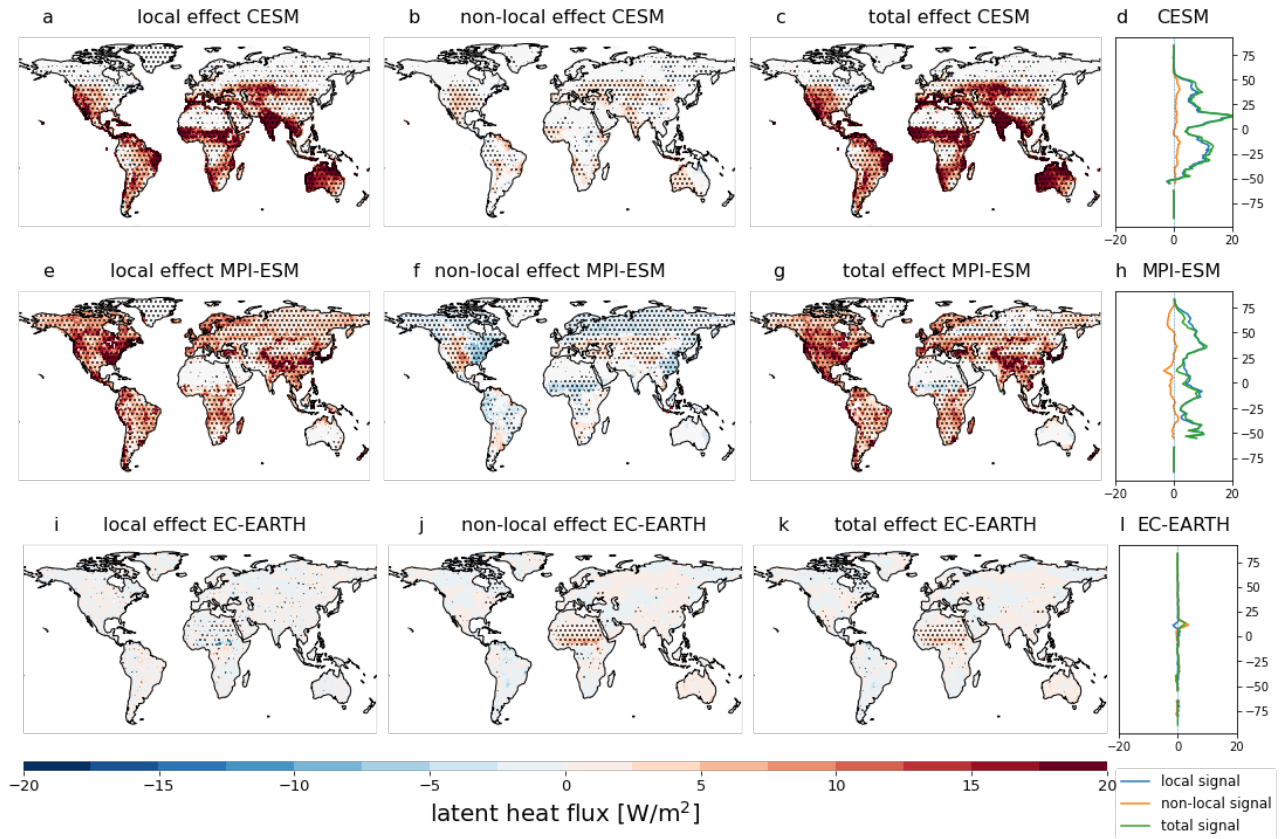 a local effect CESM b non-local effect CESM c total effect CESM d CESM
75
50
25
0
−25
−50
−75
−20 0 20
e local effect MPI-ESM f non-local effect MPI-ESM g total effect MPI-ESM h MPI-ESM
75
50
25
0
−25
−50
−75
−20 0 20
i local effect EC-EARTH j non-local effect EC-EARTH k total effect EC-EARTH l EC-EARTH
75
50
25
0
−25
−50
−75
−20 0 20
−20 −15 −10 −5 0 5 10 15 20
latent heat flux [W/m²]
local signal
non-local signal
total signal